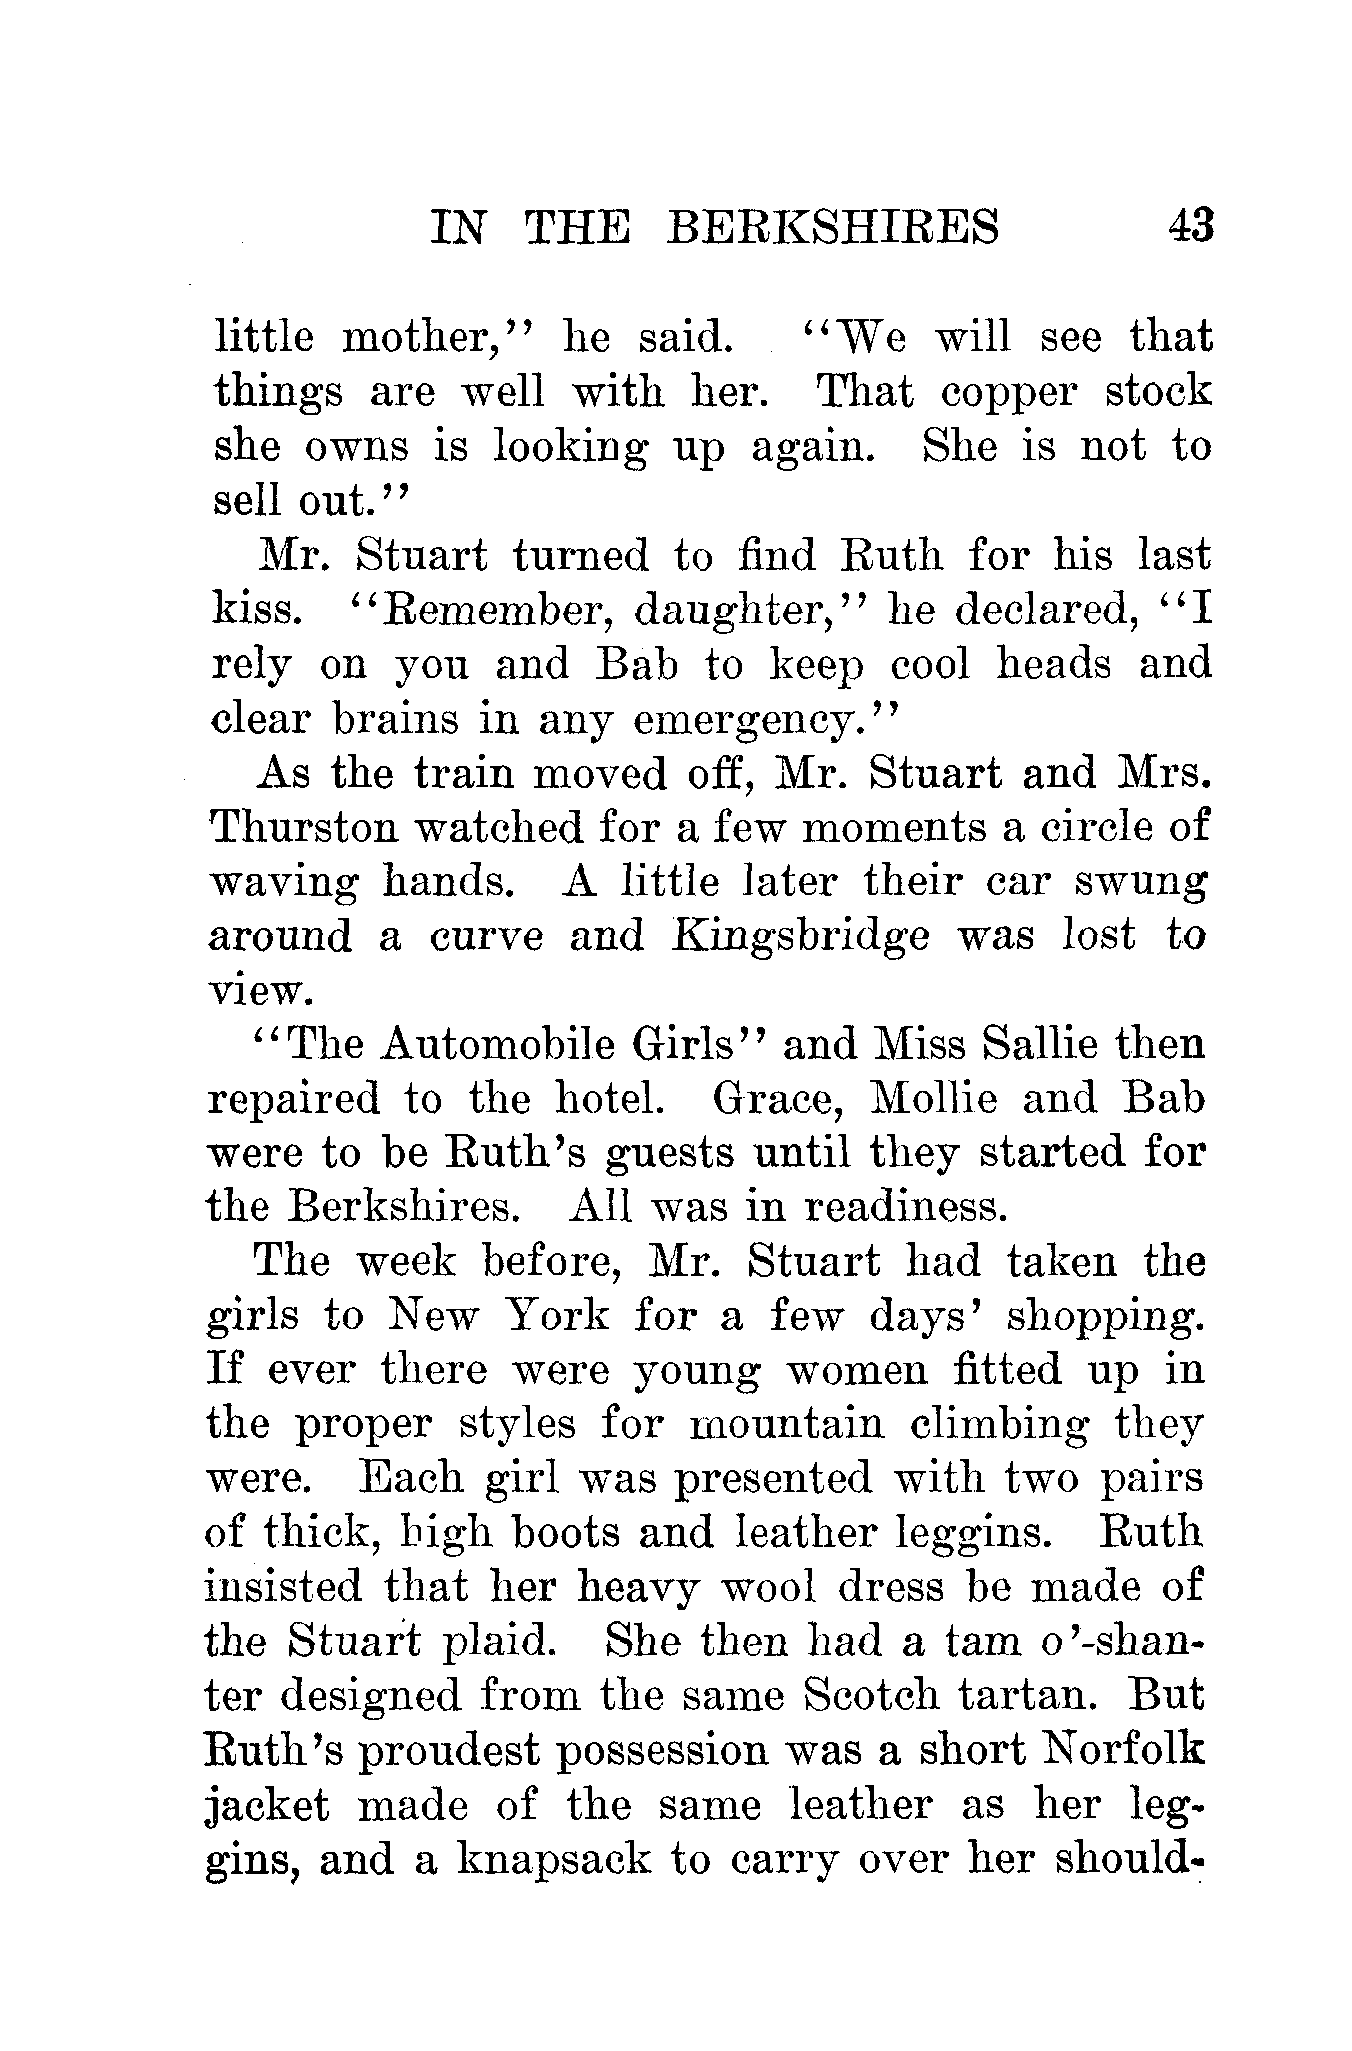 IN THE BERKSHIRES 43
little mother,'' he said. ''We will see that
things are well with her. That copper stock
she owns is looking up again. She is not to
sell out.''
Mr. Stuart turned to find Ruth for his last
kiss. ''Remember, daughter,'' he declared, ''I
rely on you and Bab to keep cool heads and
clear brains in any emergency.''
As the train moved off, Mr. Stuart and Mrs.
Thurston watched for a few moments a circle of
waving hands. A little later their car swung
around a curve and Kingsbridge was lost to
view.
''The Automobile Girls'' and Miss Sallie then
repaired to the hotel. Grace, Mollie and Bab
were to be Ruth's guests until they started for
the Berkshires. All was in readiness.
The week before, Mr. Stuart had taken the
girls to New York for a few days' shopping.
If ever there were young women fitted up in
the proper styles for mountain climbing they
were. Each girl was presented with two pairs
of thick, high boots and leather leggins. Ruth
insisted that her heavy wool dress be made of
the Stuart plaid. She then had a tam o'-shan-
ter designed from the same Scotch tartan. But
Ruth's proudest possession was a short Norfolk
jacket made of the same leather as her leg-
gins, and a knapsack to carry over her should-